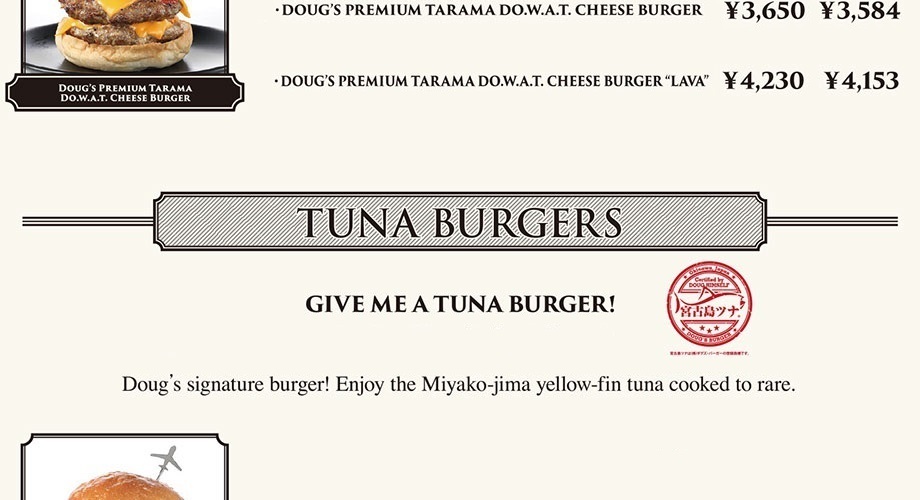 ·DOUG'S PREMIUM TARAMA DO.W.A.T. CHEESE BURGER ¥3,650 ¥3,584
·DOUG'S PREMIUM TARAMA DO.W.A.T. CHEESE BURGER "LAVA" ¥4,230 ¥4,153
DOUG'S PREMIUM TARAMA
DO.W.A.T. CHEESE BURGER
TUNA BURGERS
GIVE ME A TUNA BURGER!
Okinawa, Japan
Certified by
DOUG HIMSELF
宮古島ツナ
DOUG'S BURGER
Doug's signature burger! Enjoy the Miyako-jima yellow-fin tuna cooked to rare.